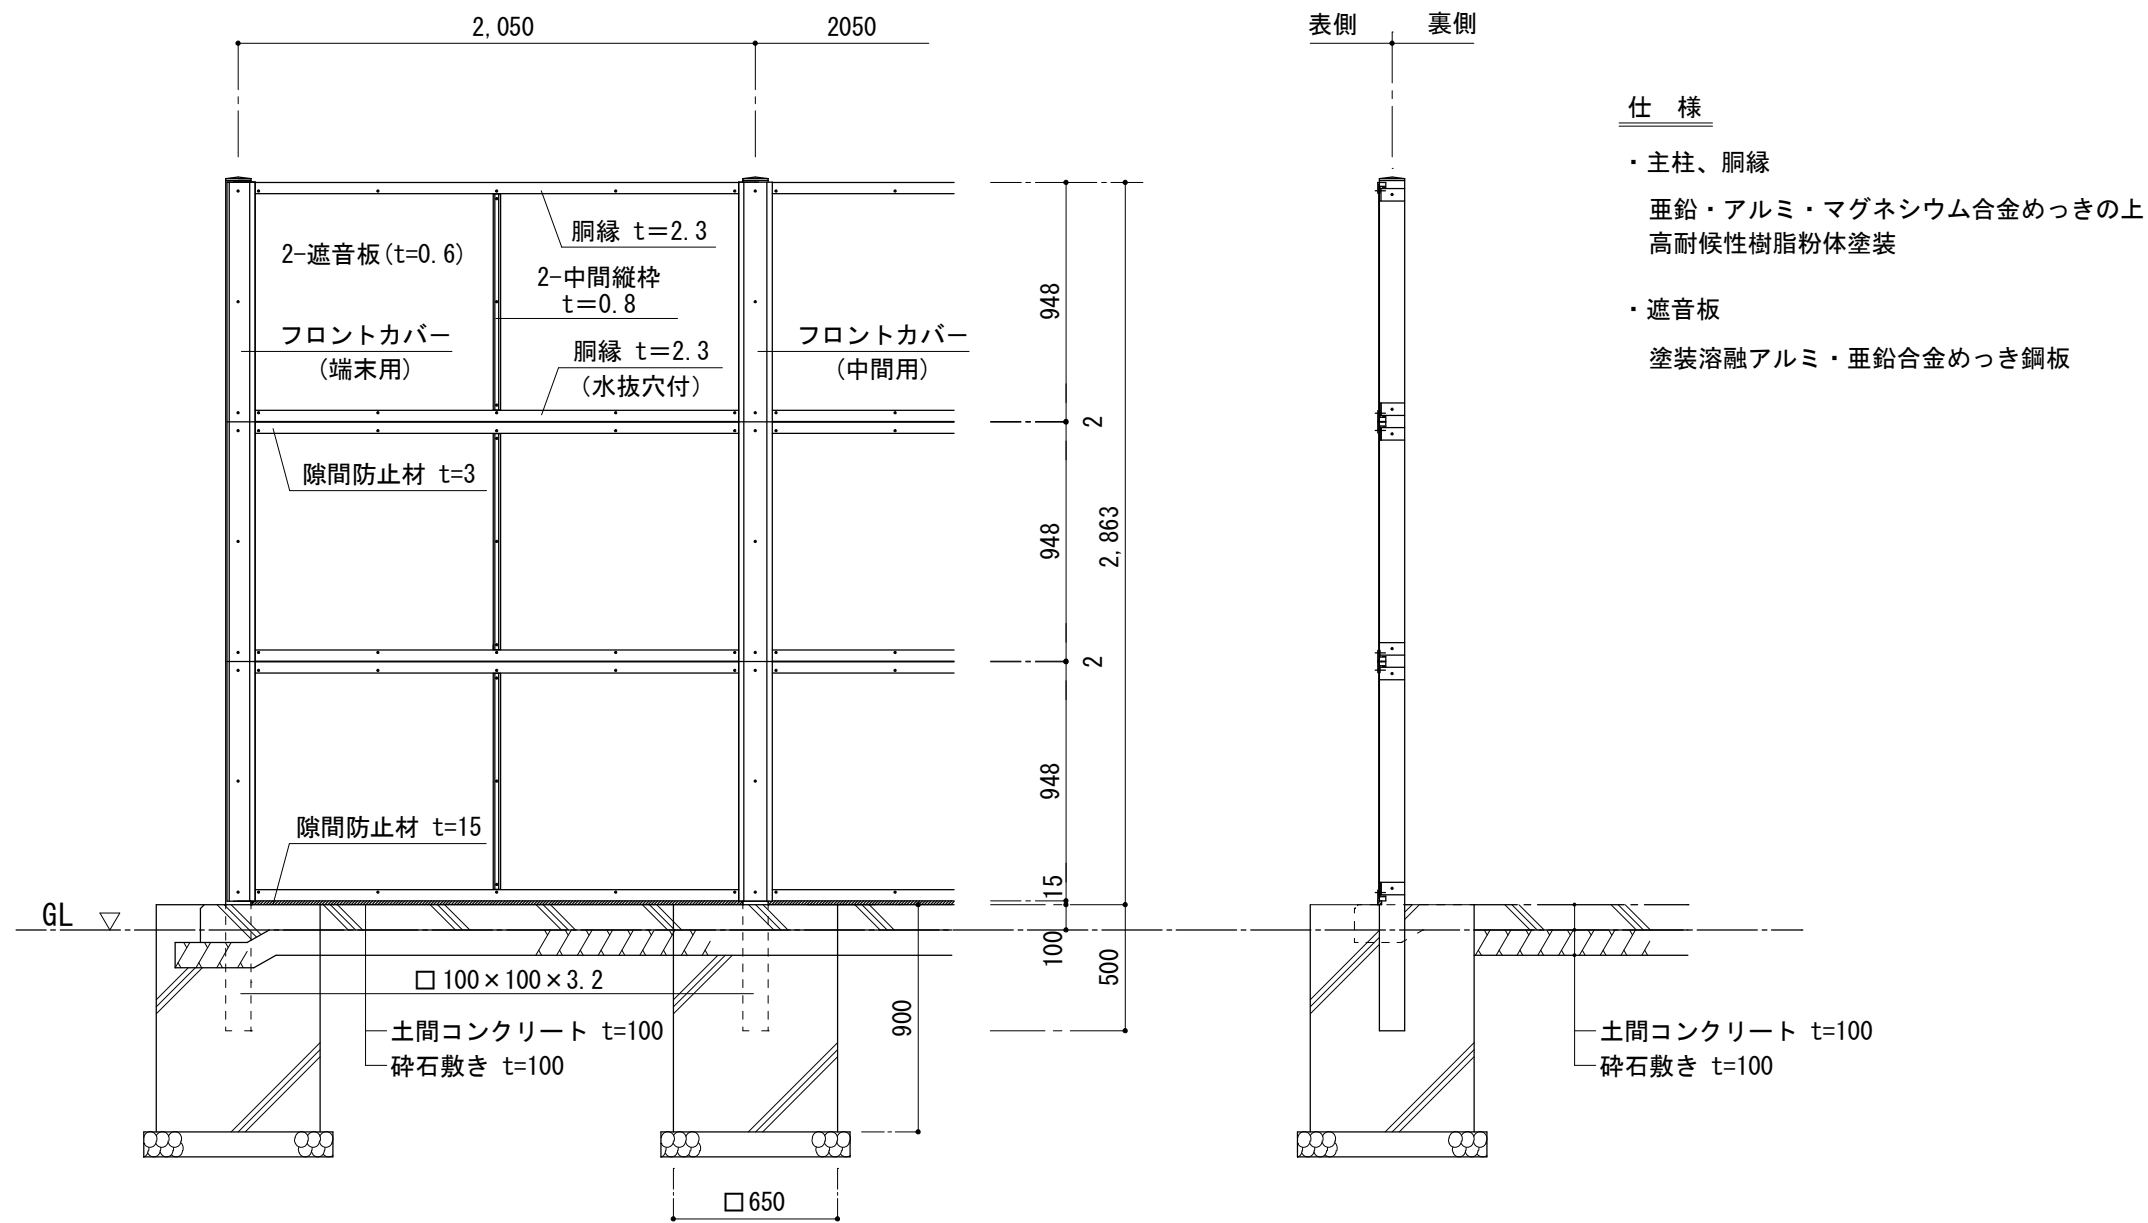 2,050
2050
表側
裏側
仕 様
・主柱、胴縁
亜鉛・アルミ・マグネシウム合金めっきの上
高耐候性樹脂粉体塗装
・遮音板
塗装溶融アルミ・亜鉛合金めっき鋼板
胴縁 t=2.3
2-遮音板(t=0.6)
2-中間縦枠
t=0.8
フロントカバー
(端末用)
胴縁 t=2.3
(水抜穴付)
フロントカバー
(中間用)
隙間防止材 t=3
隙間防止材 t=15
948
2
948
2
948
15
100
2,863
500
GL
□100×100×3.2
土間コンクリート t=100
砕石敷き t=100
900
□650
土間コンクリート t=100
砕石敷き t=100